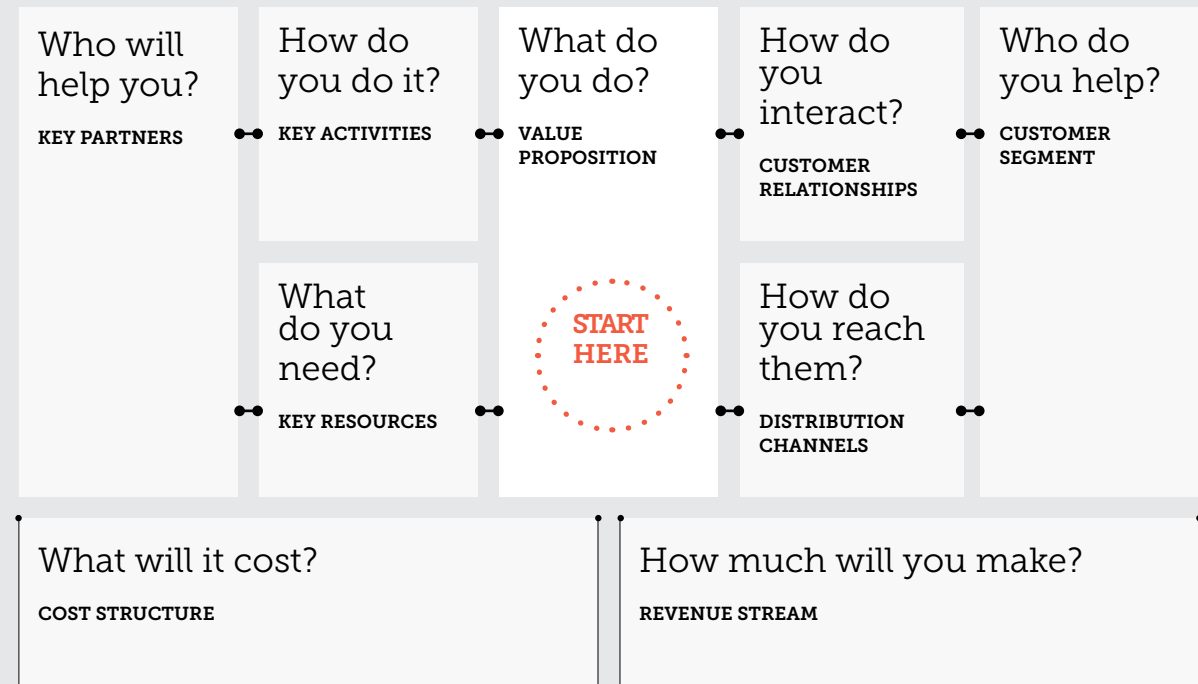 Who will
help you?
KEY PARTNERS
How do
you do it?
KEY ACTIVITIES
What
do you
need?
KEY RESOURCES
What do
you do?
VALUE
PROPOSITION
START
HERE
How do
you
interact?
CUSTOMER
RELATIONSHIPS
How do
you reach
them?
DISTRIBUTION
CHANNELS
Who do
you help?
CUSTOMER
SEGMENT
What will it cost?
COST STRUCTURE
How much will you make?
REVENUE STREAM